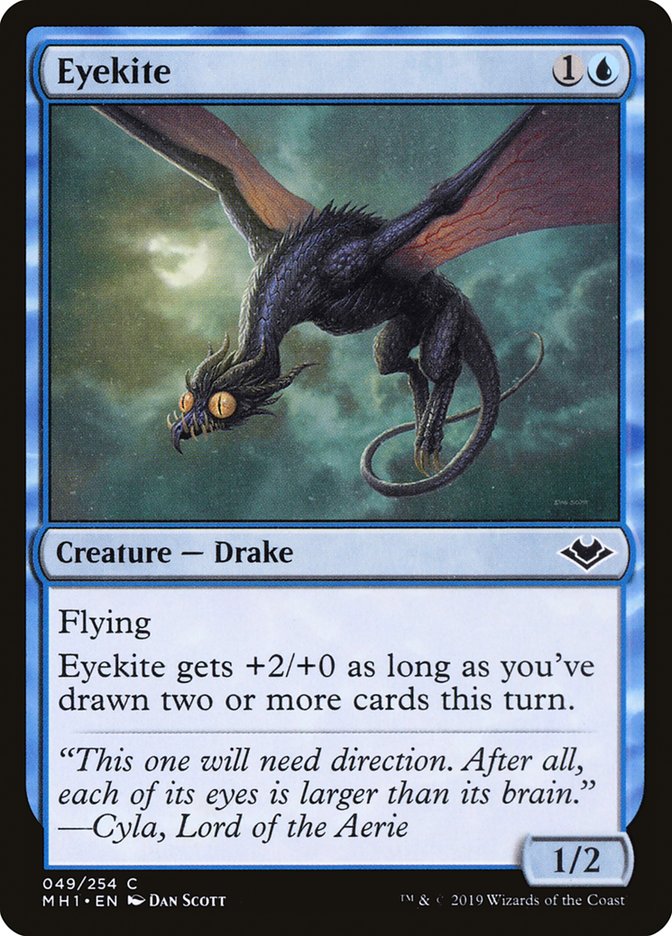 Eyekite 1
DAN SCOTT
Creature — Drake
Flying
Eyekite gets +2/+0 as long as you've
drawn two or more cards this turn.
“This one will need direction. After all,
each of its eyes is larger than its brain.”
—Cyla, Lord of the Aerie
1/2
049/254 C
MH1 • EN DAN SCOTT
™ & © 2019 Wizards of the Coast